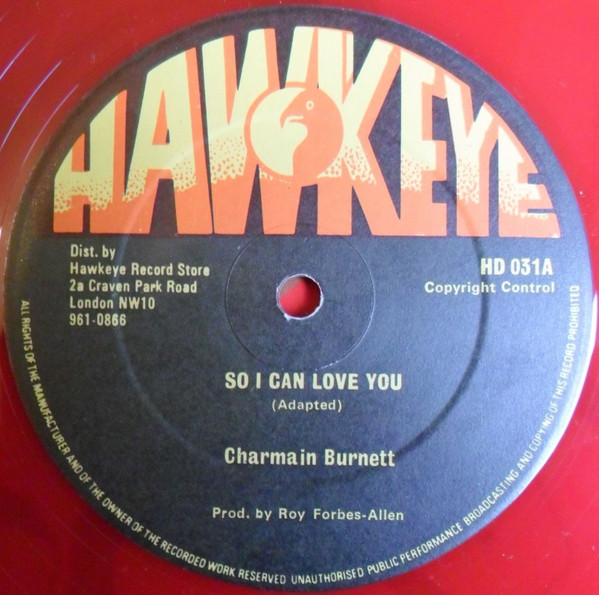 HAWKEYE
Dist. by
Hawkeye Record Store
2a Craven Park Road
London NW10
961-0866
HD 031A
Copyright Control
SO I CAN LOVE YOU
(Adapted)
Charmain Burnett
Prod. by Roy Forbes-Allen
ALL RIGHTS OF THE MANUFACTURER AND OF THE OWNER OF THE RECORDED WORK RESERVED UNAUTHORISED PUBLIC PERFORMANCE BROADCASTING AND COPYING OF THIS RECORD PROHIBITED